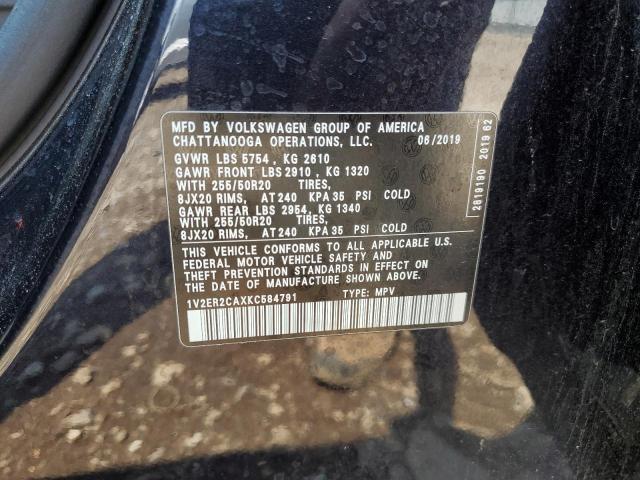 MFD BY VOLKSWAGEN GROUP OF AMERICA
CHATTANOOGA OPERATIONS, LLC. 06/2019
GVWR LBS 5754 , KG 2610
GAWR FRONT LBS 2910 , KG 1320
WITH 255/50R20 TIRES,
8JX20 RIMS, AT 240 KPA 35 PSI COLD
GAWR REAR LBS 2954, KG 1340
WITH 255/50R20 TIRES,
8JX20 RIMS, AT 240 KPA 35 PSI COLD
THIS VEHICLE CONFORMS TO ALL APPLICABLE U.S.
FEDERAL MOTOR VEHICLE SAFETY AND
THEFT PREVENTION STANDARDS IN EFFECT ON
THE DATE OF MANUFACTURE SHOWN ABOVE.
1V2ER2CAXKC584791 TYPE: MPV
2819190 2019 62